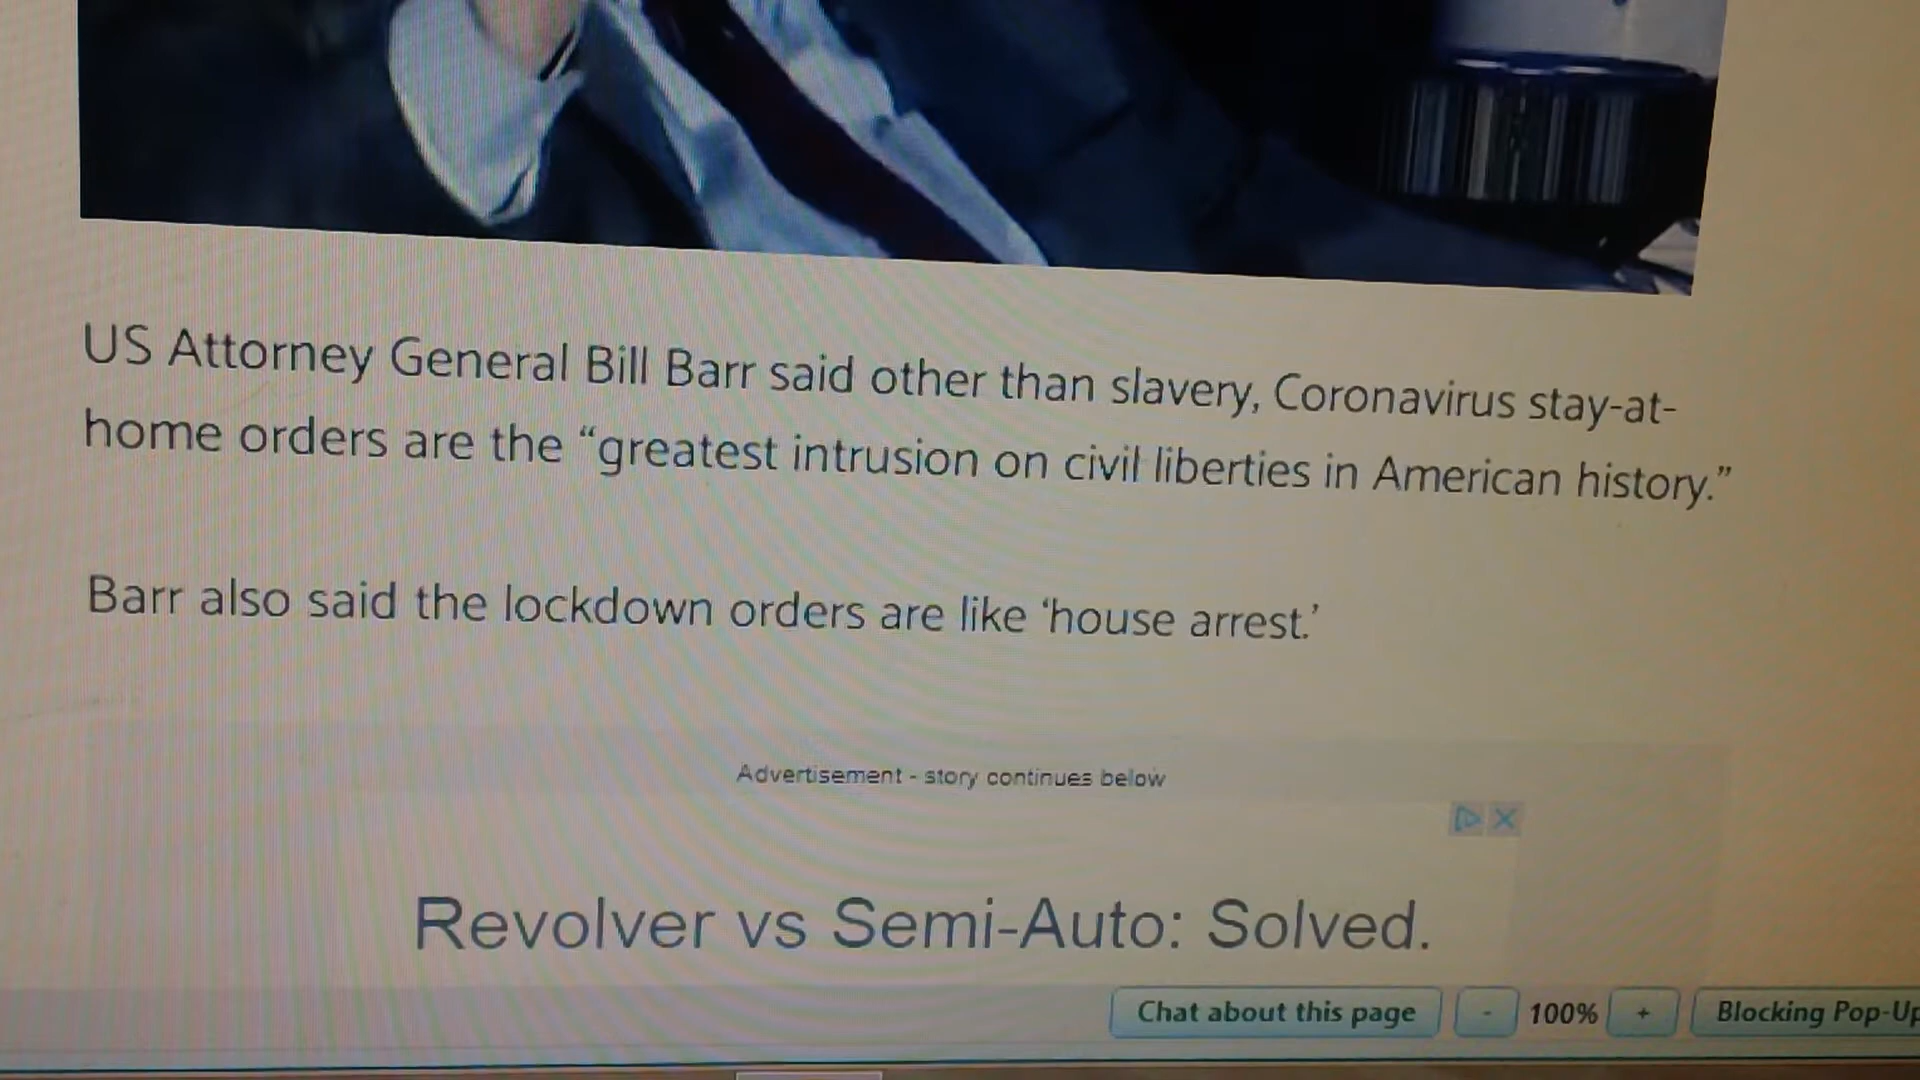 US Attorney General Bill Barr said other than slavery, Coronavirus stay-at-
home orders are the “greatest intrusion on civil liberties in American history.”
Barr also said the lockdown orders are like ‘house arrest.’
Advertisement - story continues below
Revolver vs Semi-Auto: Solved.
Chat about this page - 100% + Blocking Pop-Up